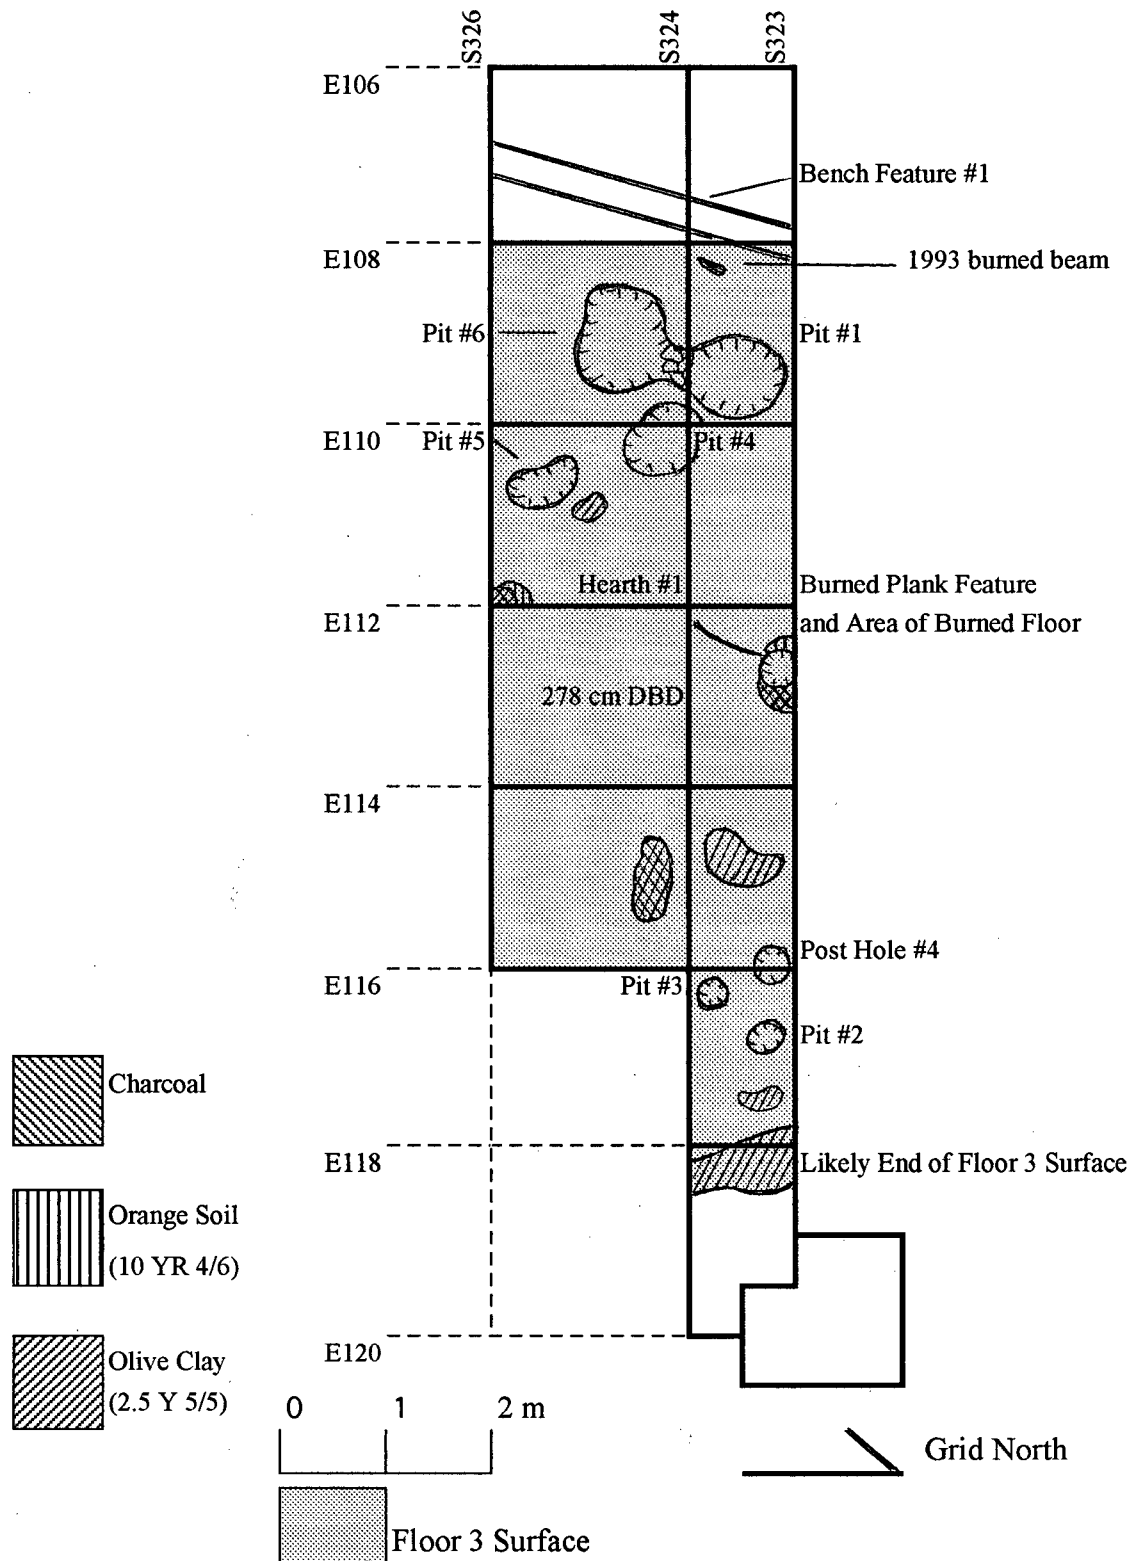 S326
S324
S323
E106
Bench Feature #1
E108
1993 burned beam
Pit #6
Pit #1
E110
Pit #5
Pit #4
Hearth #1
Burned Plank Feature
E112
and Area of Burned Floor
278 cm DBD
E114
Post Hole #4
E116
Pit #3
Pit #2
Charcoal
E118
Likely End of Floor 3 Surface
Orange Soil
(10 YR 4/6)
E120
Olive Clay
(2.5 Y 5/5)
0 1 2 m
Grid North
Floor 3 Surface